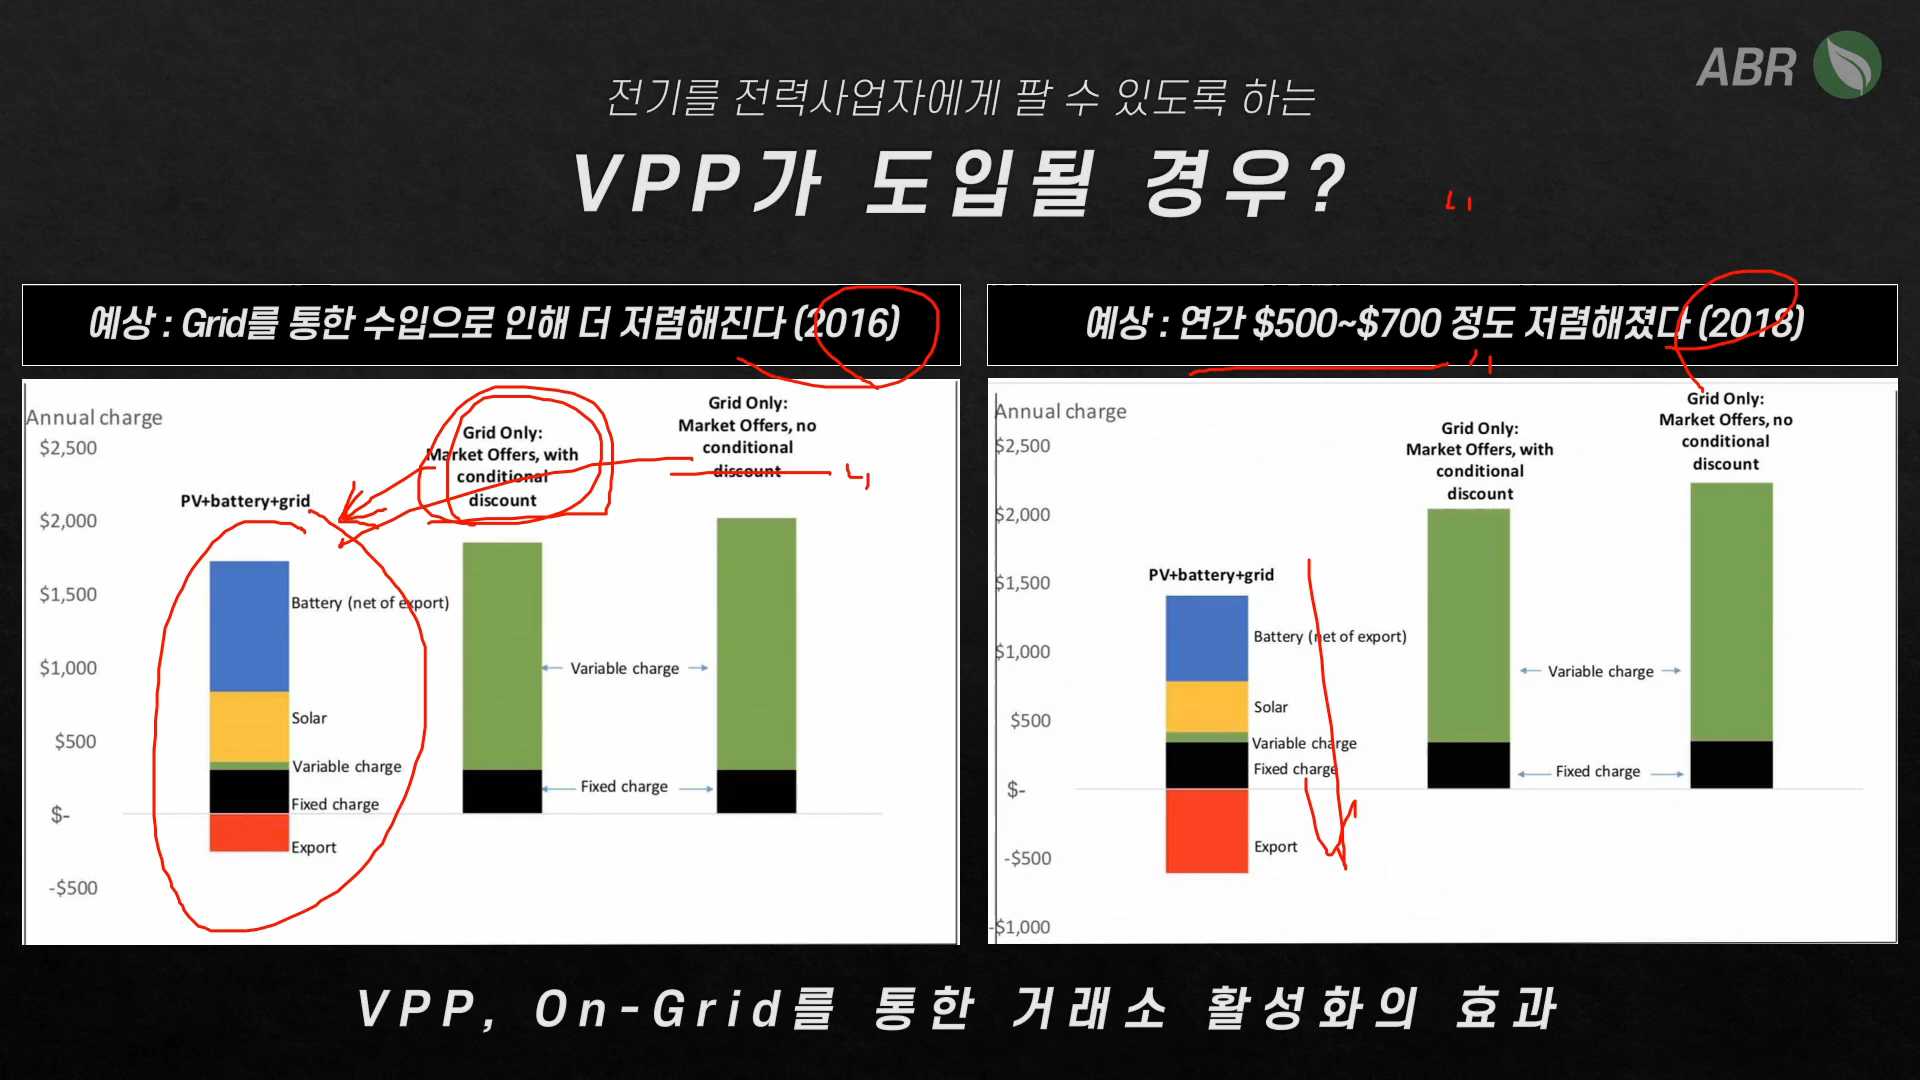 ABR
전기를 전력사업자에게 팔 수 있도록 하는
VPP가 도입될 경우?
예상 : Grid를 통한 수입으로 인해 더 저렴해진다 (2016)
Annual charge
$2,500
$2,000
$1,500
$1,000
$500
$-
-$500
PV+battery+grid
Battery (net of export)
Solar
Variable charge
Fixed charge
Export
Grid Only:
Market Offers, with
conditional
discount
Grid Only:
Market Offers, no
conditional
discount
Variable charge
Fixed charge
예상 : 연간 $500~$700 정도 저렴해졌다 (2018)
Annual charge
$2,500
$2,000
$1,500
$1,000
$500
$-
-$500
-$1,000
PV+battery+grid
Battery (net of export)
Solar
Variable charge
Fixed charge
Export
Grid Only:
Market Offers, with
conditional
discount
Grid Only:
Market Offers, no
conditional
discount
Variable charge
Fixed charge
VPP, On-Grid를 통한 거래소 활성화의 효과